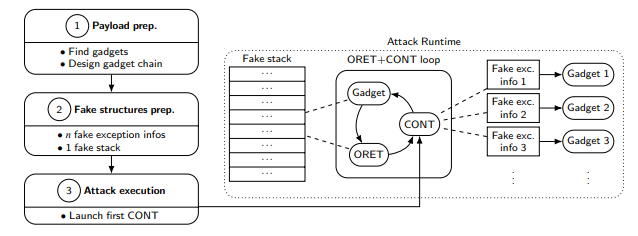 1 Payload prep.
• Find gadgets
• Design gadget chain
2 Fake structures prep.
• n fake exception infos
• 1 fake stack
3 Attack execution
• Launch first CONT
Attack Runtime
Fake stack
...
...
...
...
...
...
...
...
ORET+CONT loop
Gadget
CONT
ORET
Fake exc.
info 1
Gadget 1
Fake exc.
info 2
Gadget 2
Fake exc.
info 3
Gadget 3
⋮
⋮